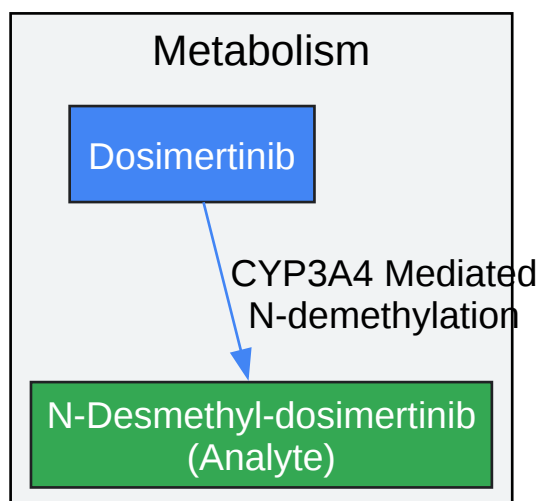 Metabolism
Dosimertinib
CYP3A4 Mediated
N-demethylation
N-Desmethyl-dosimertinib
(Analyte)